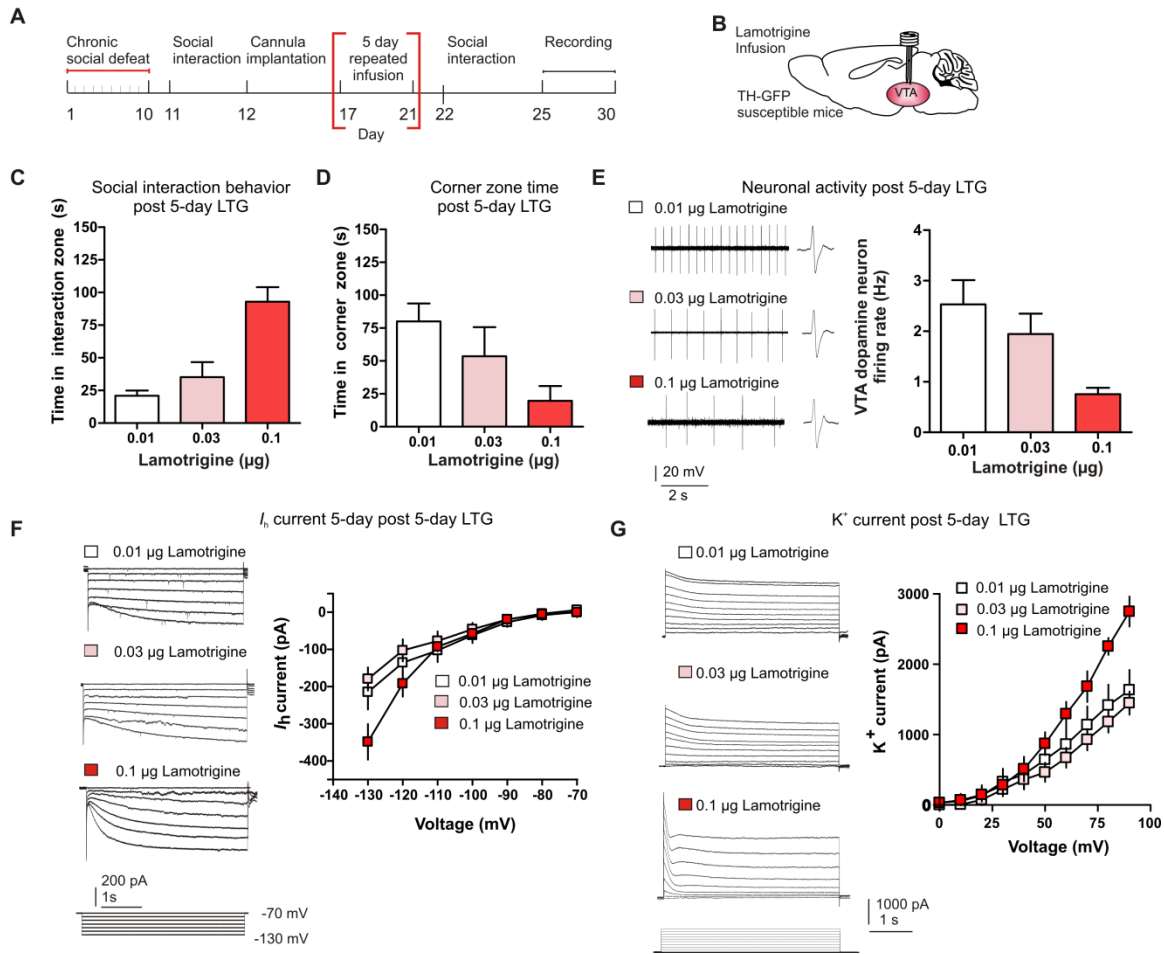 A
Chronic
social defeat
Social
interaction
Cannula
implantation
5 day
repeated
infusion
Social
interaction
Recording
1 10 11 12 17 21 22 25 30
Day
B
Lamotrigine
Infusion
TH-GFP
susceptible mice
VTA
C
Social interaction behavior
post 5-day LTG
Time in interaction zone (s)
150
125
100
75
50
25
0
0.01 0.03 0.1
Lamotrigine (µg)
D
Corner zone time
post 5-day LTG
Time in corner zone (s)
150
125
100
75
50
25
0
0.01 0.03 0.1
Lamotrigine (µg)
E
Neuronal activity post 5-day LTG
0.01 µg Lamotrigine
0.03 µg Lamotrigine
0.1 µg Lamotrigine
20 mV
2 s
VTA dopamine neuron
firing rate (Hz)
4
3
2
1
0
0.01 0.03 0.1
Lamotrigine (µg)
F
Ih current 5-day post 5-day LTG
0.01 µg Lamotrigine
0.03 µg Lamotrigine
0.1 µg Lamotrigine
200 pA
1s
-70 mV
-130 mV
Ih current (pA)
0
-100
-200
-300
-400
0.01 µg Lamotrigine
0.03 µg Lamotrigine
0.1 µg Lamotrigine
-140 -130 -120 -110 -100 -90 -80 -70
Voltage (mV)
G
K+ current post 5-day LTG
0.01 µg Lamotrigine
0.03 µg Lamotrigine
0.1 µg Lamotrigine
K+ current (pA)
3000
2000
1000
0
0.01 µg Lamotrigine
0.03 µg Lamotrigine
0.1 µg Lamotrigine
0 25 50 75 100
Voltage (mV)
1000 pA
1 s